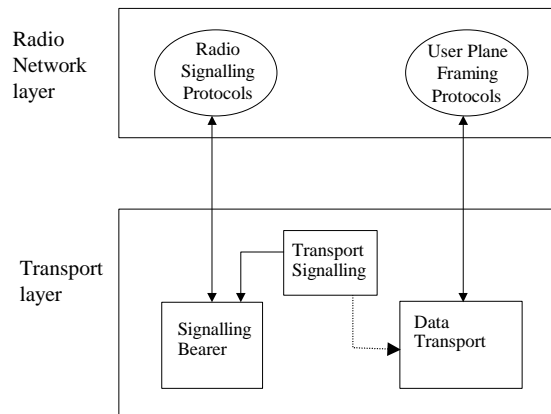 Radio
Network
layer
Radio
Signalling
Protocols
User Plane
Framing
Protocols
Transport
layer
Transport
Signalling
Signalling
Bearer
Data
Transport